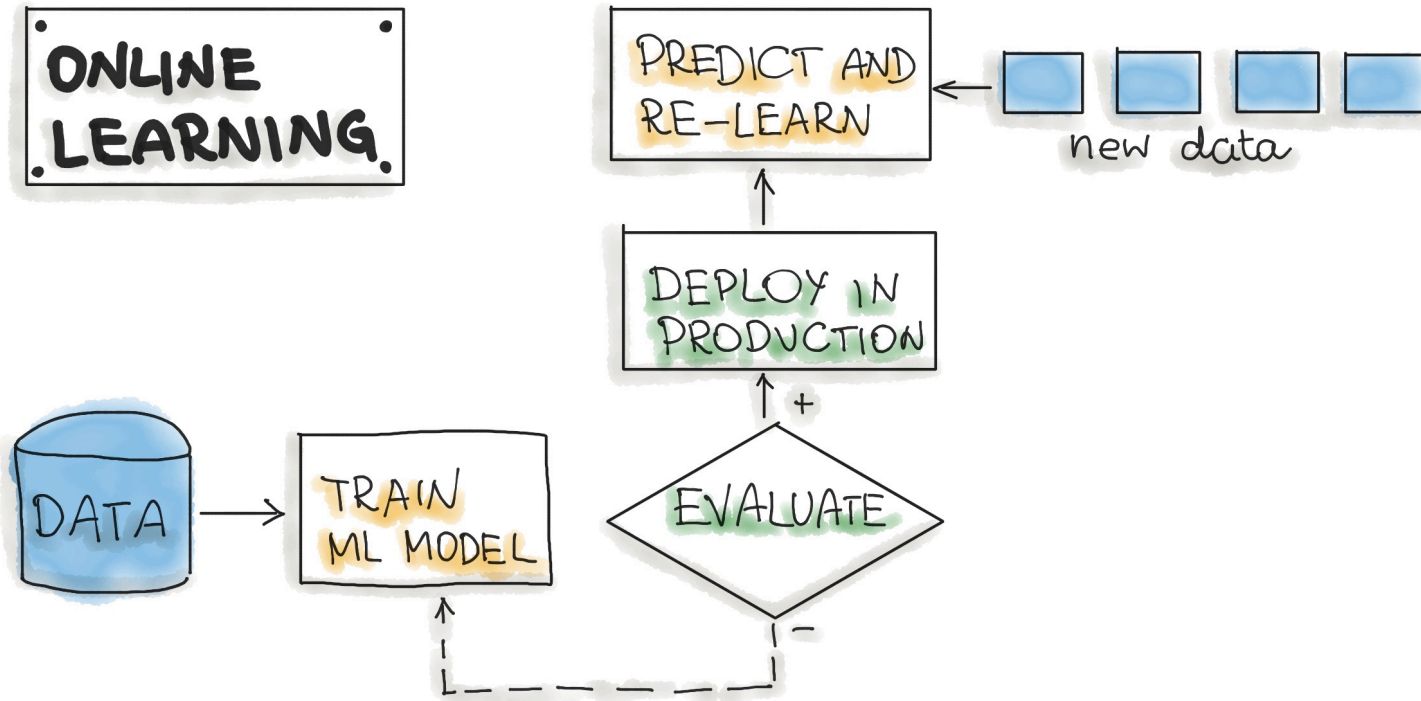 ONLINE
LEARNING
PREDICT AND
RE-LEARN
new data
DEPLOY IN
PRODUCTION
+
DATA
TRAIN
ML MODEL
EVALUATE
-